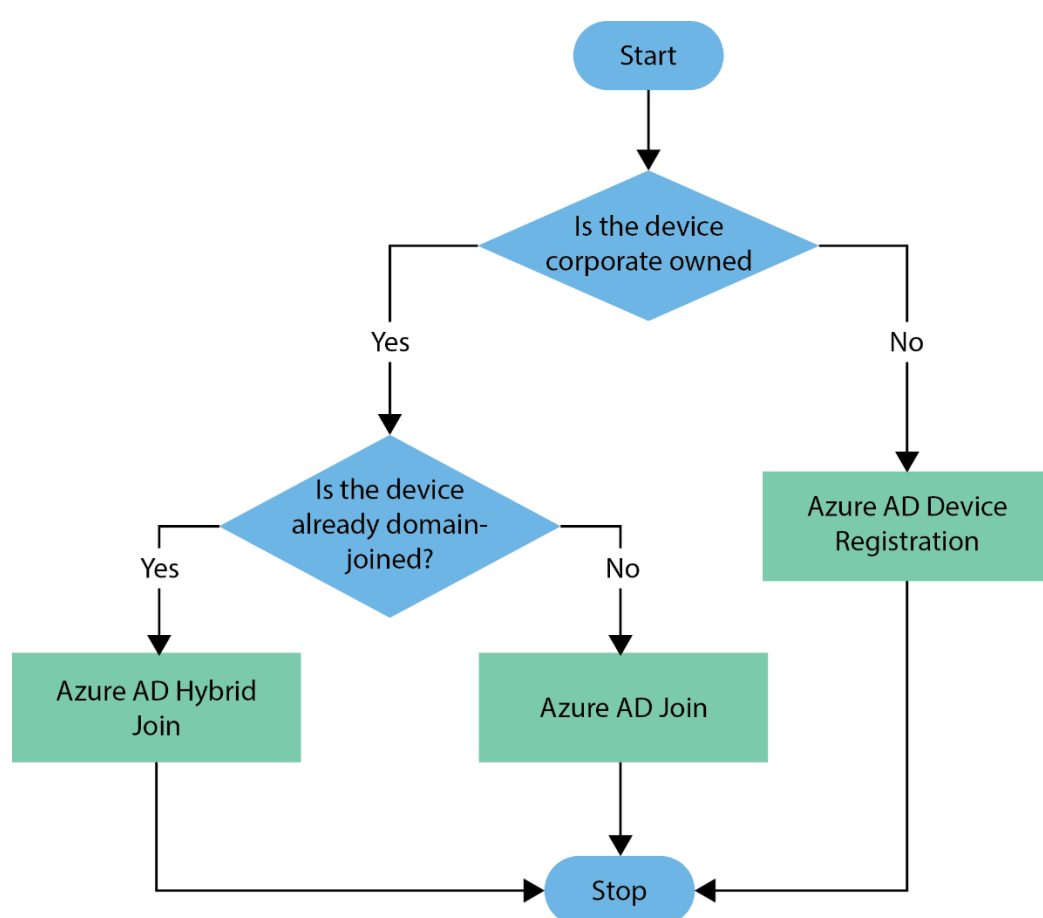 Start
Is the device
corporate owned
Yes
No
Is the device
already domain-
joined?
Azure AD Device
Registration
Yes
No
Azure AD Hybrid
Join
Azure AD Join
Stop